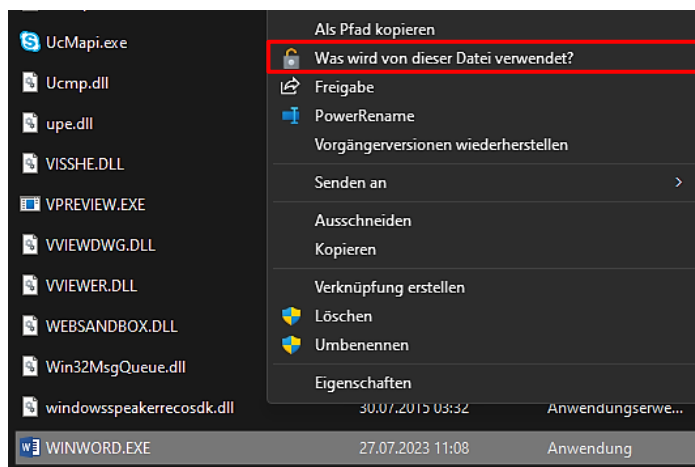 Als Pfad kopieren
UcMapi.exe
Was wird von dieser Datei verwendet?
Ucmp.dll
Freigabe
upe.dll
PowerRename
Vorgängerversionen wiederherstellen
VISSHE.DLL
Senden an
VPREVIEW.EXE
Ausschneiden
VVIEWDWG.DLL
Kopieren
VVIEWER.DLL
Verknüpfung erstellen
WEBSANDBOX.DLL
Löschen
Umbenennen
Win32MsgQueue.dll
Eigenschaften
windowsspeakerrecosdk.dll 30.07.2015 03:32 Anwendungserwe...
WINWORD.EXE 27.07.2023 11:08 Anwendung